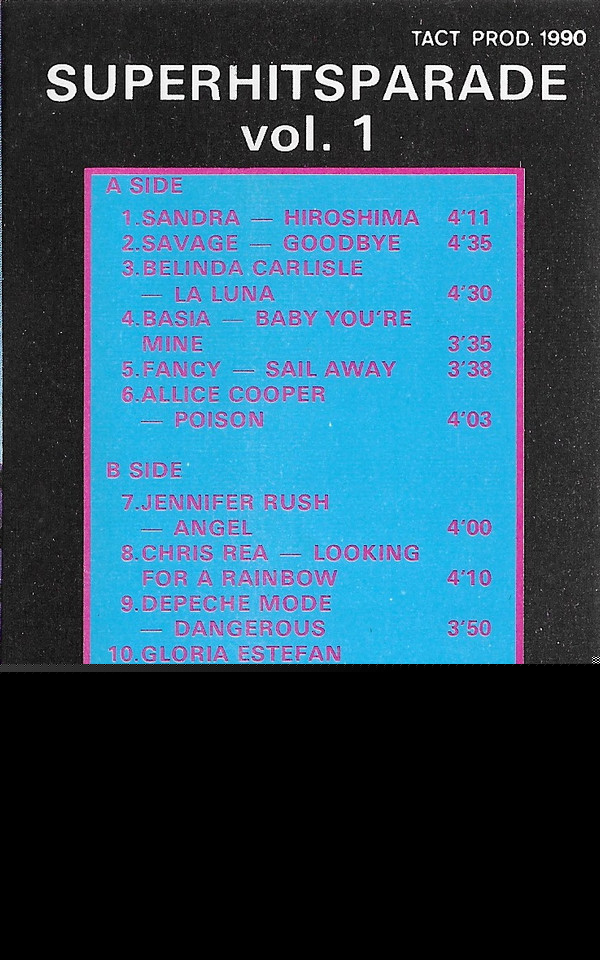 TACT PROD. 1990
SUPERHITSPARADE
vol. 1
A SIDE
1. SANDRA — HIROSHIMA 4'11
2. SAVAGE — GOODBYE 4'35
3. BELINDA CARLISLE
— LA LUNA 4'30
4. BASIA — BABY YOU'RE
MINE 3'35
5. FANCY — SAIL AWAY 3'38
6. ALLICE COOPER
— POISON 4'03
B SIDE
7. JENNIFER RUSH
— ANGEL 4'00
8. CHRIS REA — LOOKING
FOR A RAINBOW 4'10
9. DEPECHE MODE
— DANGEROUS 3'50
10. GLORIA ESTEFAN